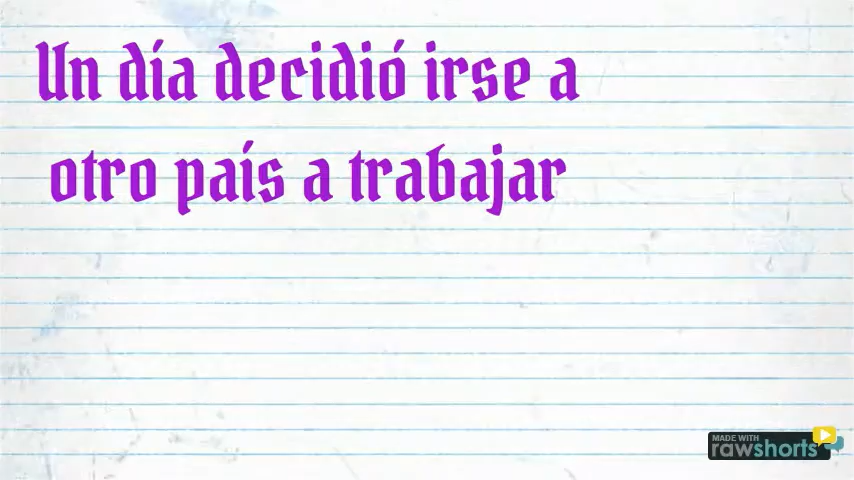 Un día decidió irse a
otro país a trabajar
MADE WITH
rawshorts